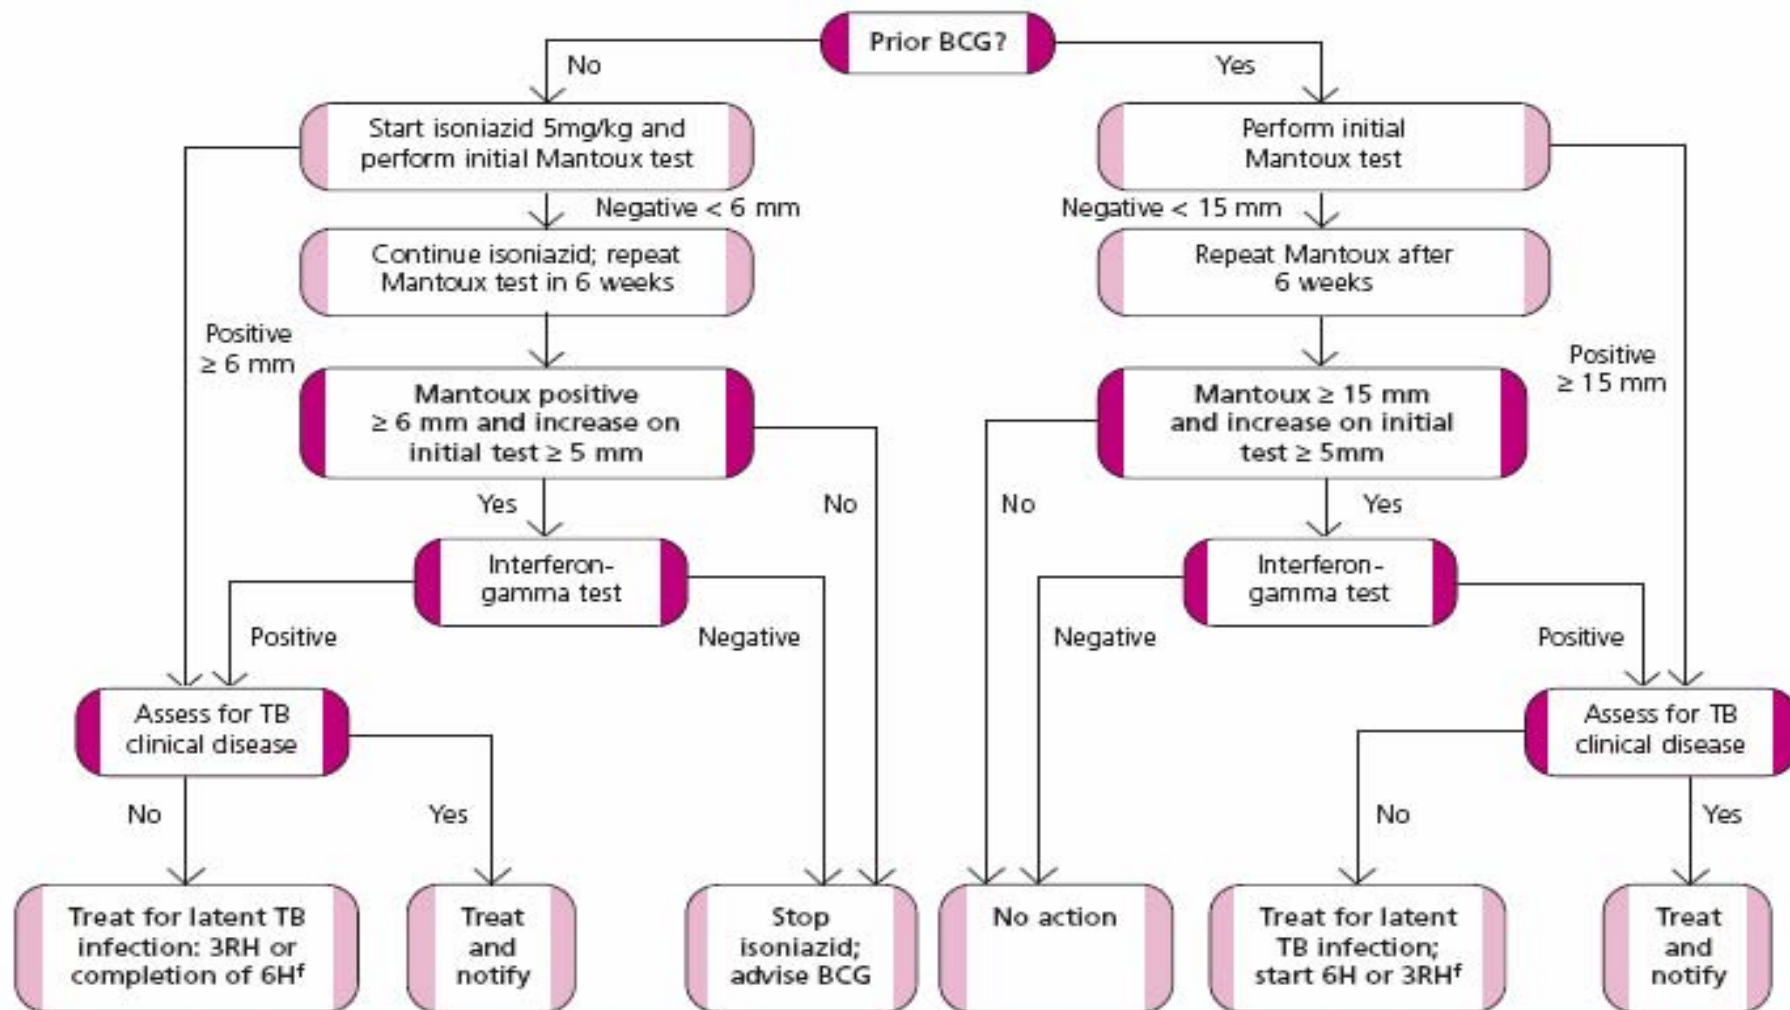 Prior BCG?
No
Yes
Start isoniazid 5mg/kg and
perform initial Mantoux test
Perform initial
Mantoux test
Negative < 6 mm
Negative < 15 mm
Continue isoniazid; repeat
Mantoux test in 6 weeks
Repeat Mantoux after
6 weeks
Positive
≥ 6 mm
Positive
≥ 15 mm
Mantoux positive
≥ 6 mm and increase on
initial test ≥ 5 mm
Mantoux ≥ 15 mm
and increase on initial
test ≥ 5mm
Yes
No
No
Yes
Interferon-
gamma test
Interferon-
gamma test
Positive
Negative
Negative
Positive
Assess for TB
clinical disease
Assess for TB
clinical disease
No
Yes
No
Yes
Treat for latent TB
infection: 3RH or
completion of 6Hᶠ
Treat
and
notify
Stop
isoniazid;
advise BCG
No action
Treat for latent
TB infection;
start 6H or 3RHᶠ
Treat
and
notify